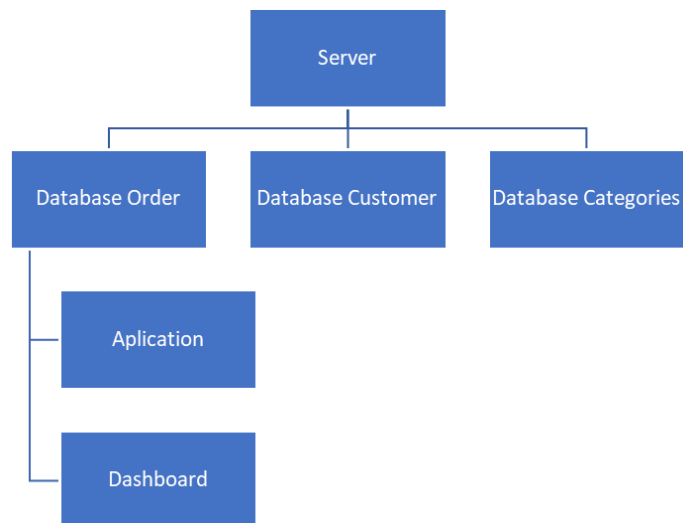 Server
Database Order
Database Customer
Database Categories
Aplication
Dashboard